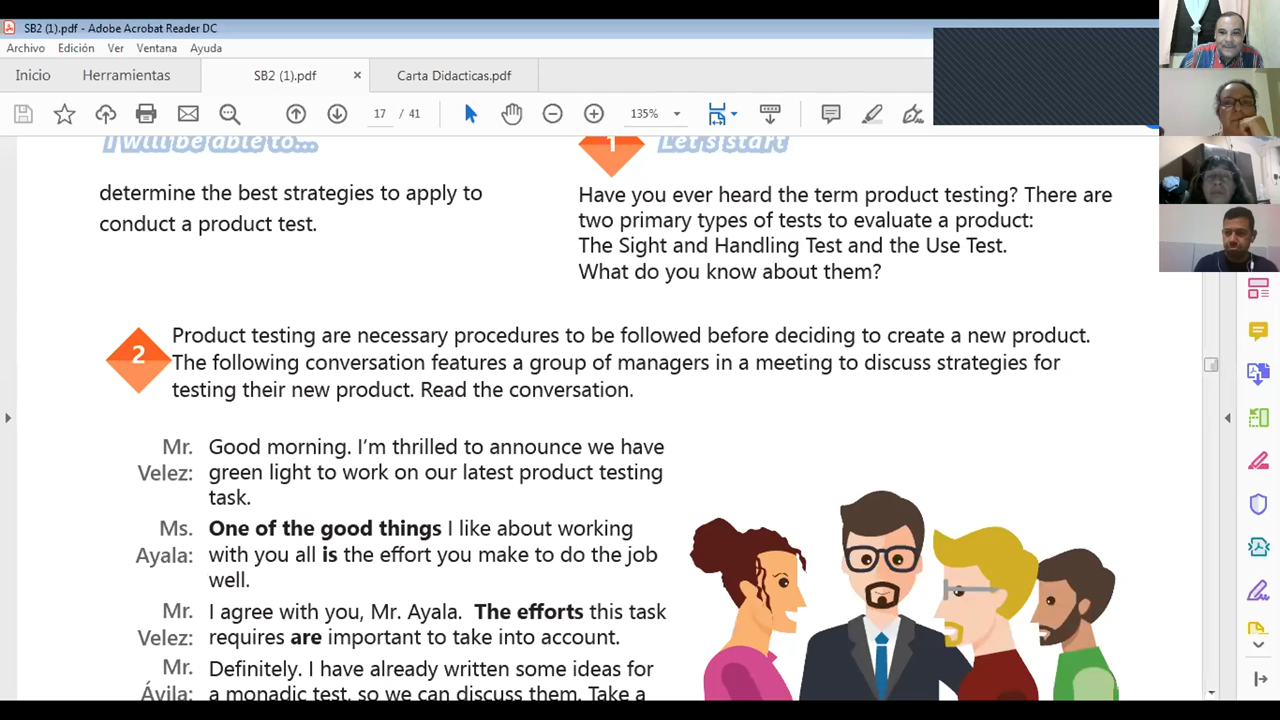 SB2 (1).pdf - Adobe Acrobat Reader DC
Archivo Edición Ver Ventana Ayuda
Inicio Herramientas SB2 (1).pdf × Carta Didacticas.pdf
17 / 41 135%
I will be able to...
determine the best strategies to apply to
conduct a product test.
1 Let's start
Have you ever heard the term product testing? There are
two primary types of tests to evaluate a product:
The Sight and Handling Test and the Use Test.
What do you know about them?
2 Product testing are necessary procedures to be followed before deciding to create a new product.
The following conversation features a group of managers in a meeting to discuss strategies for
testing their new product. Read the conversation.
Mr. Good morning. I'm thrilled to announce we have
Velez: green light to work on our latest product testing
task.
Ms. One of the good things I like about working
Ayala: with you all is the effort you make to do the job
well.
Mr. I agree with you, Mr. Ayala. The efforts this task
Velez: requires are important to take into account.
Mr. Definitely. I have already written some ideas for
Ávila: a monadic test, so we can discuss them. Take a